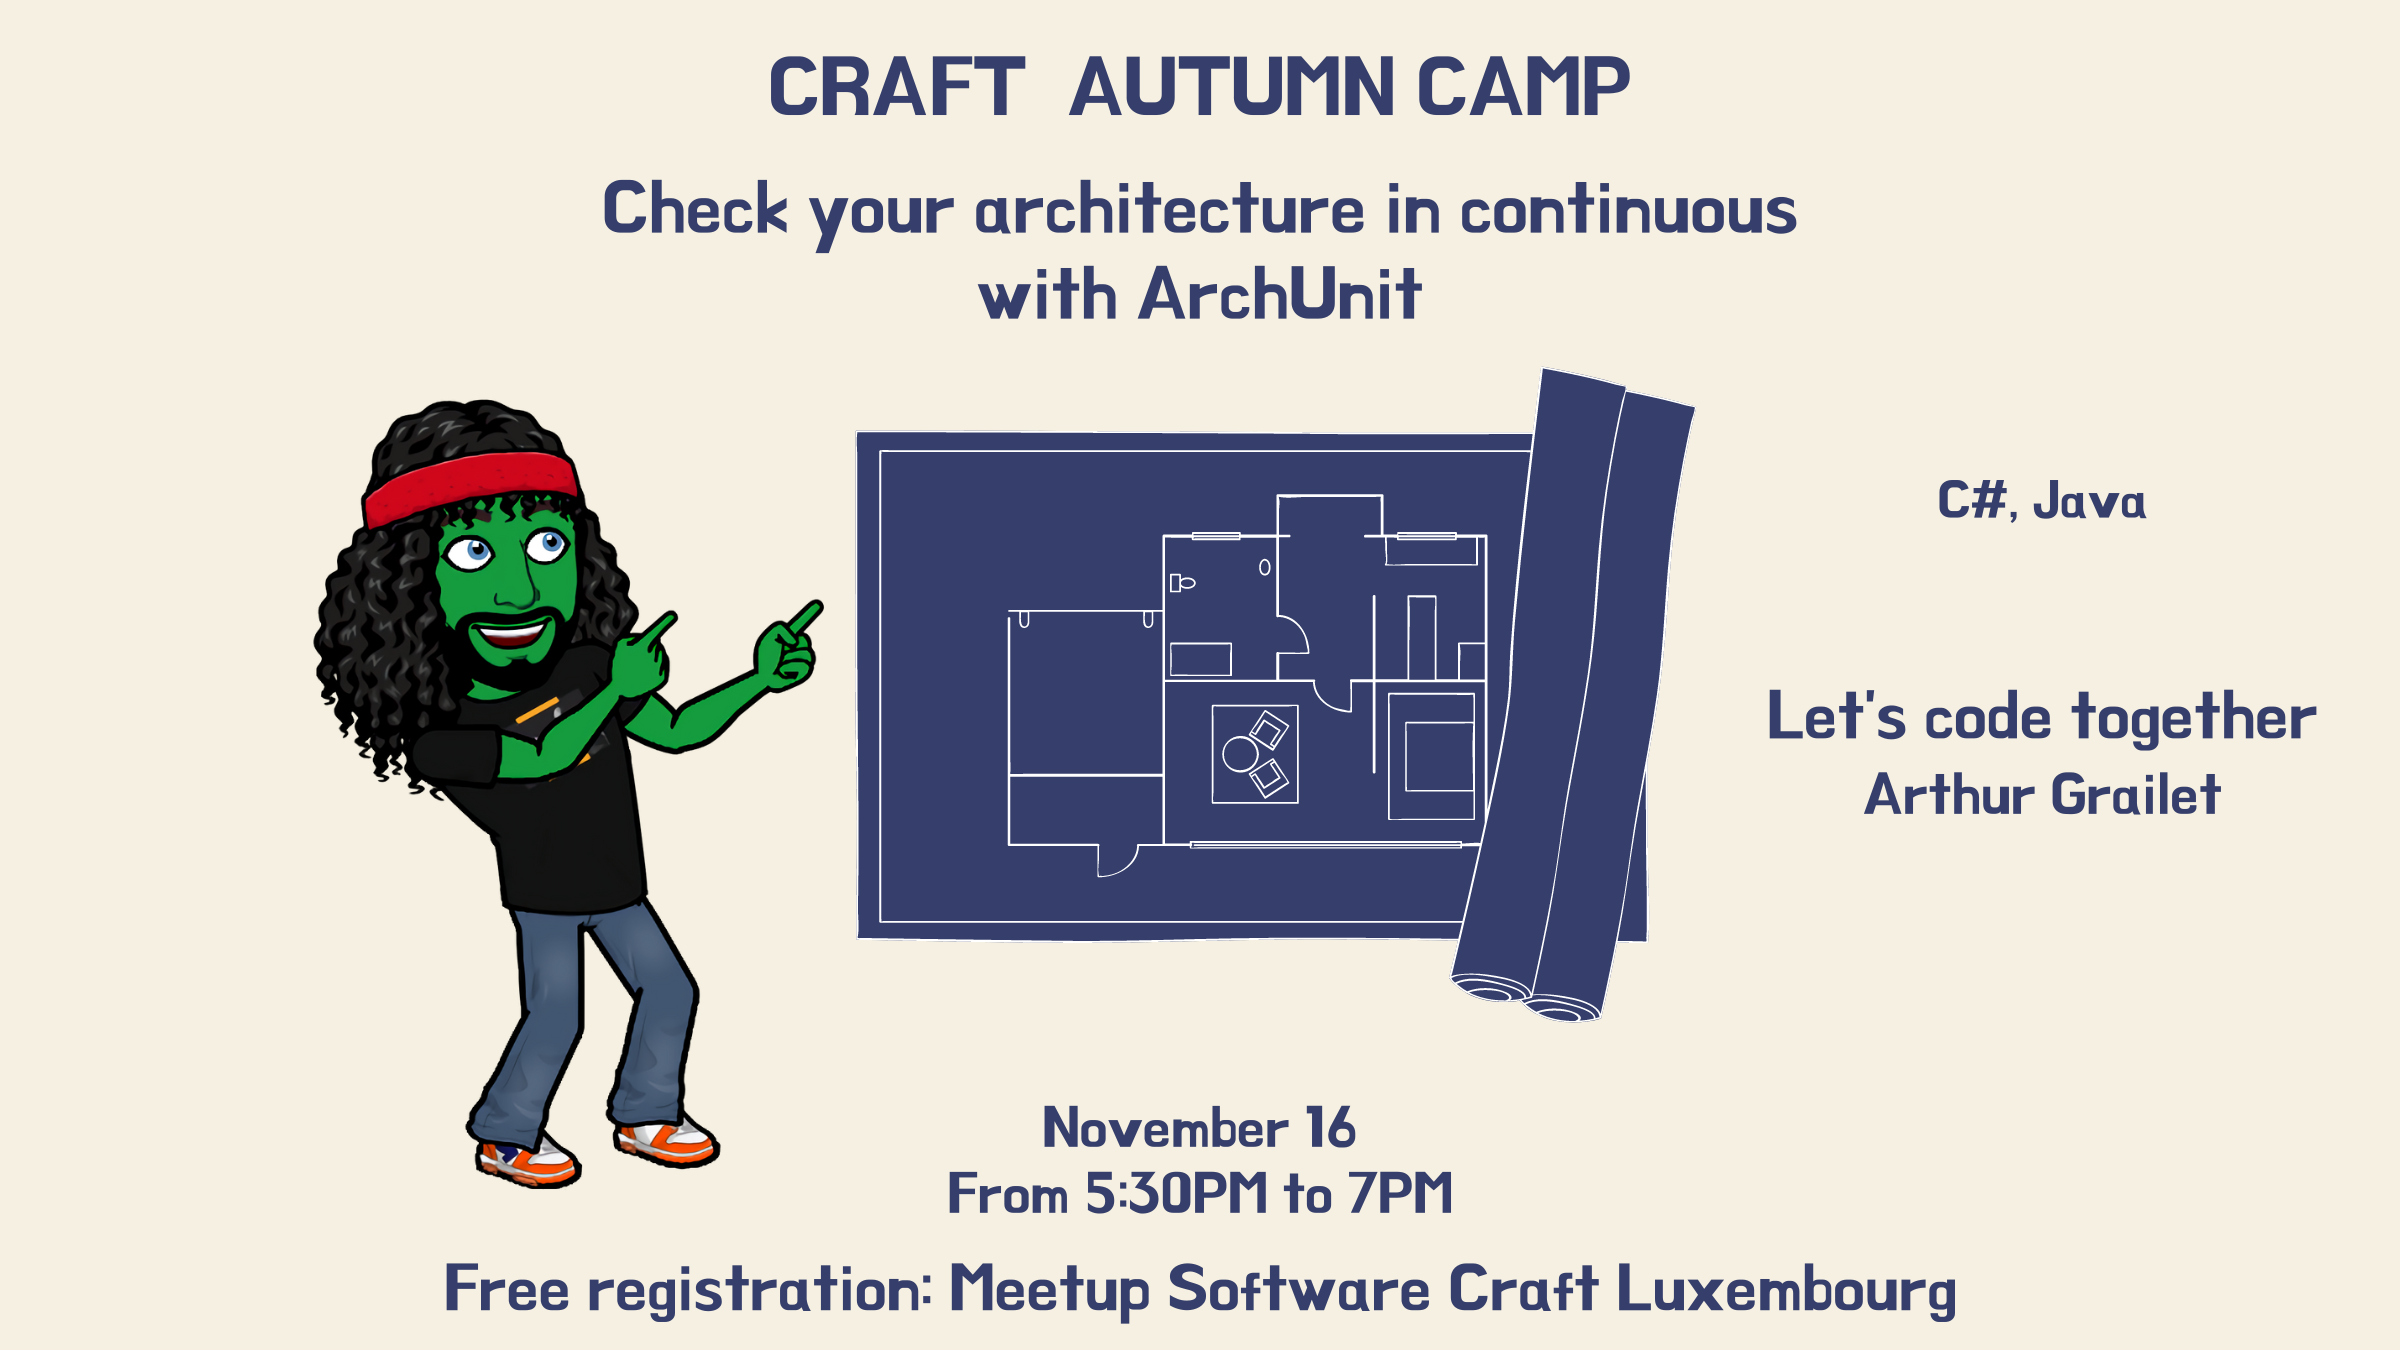 CRAFT AUTUMN CAMP
Check your architecture in continuous
with ArchUnit
C#, Java
Let's code together
Arthur Grailet
November 16
From 5:30PM to 7PM
Free registration: Meetup Software Craft Luxembourg